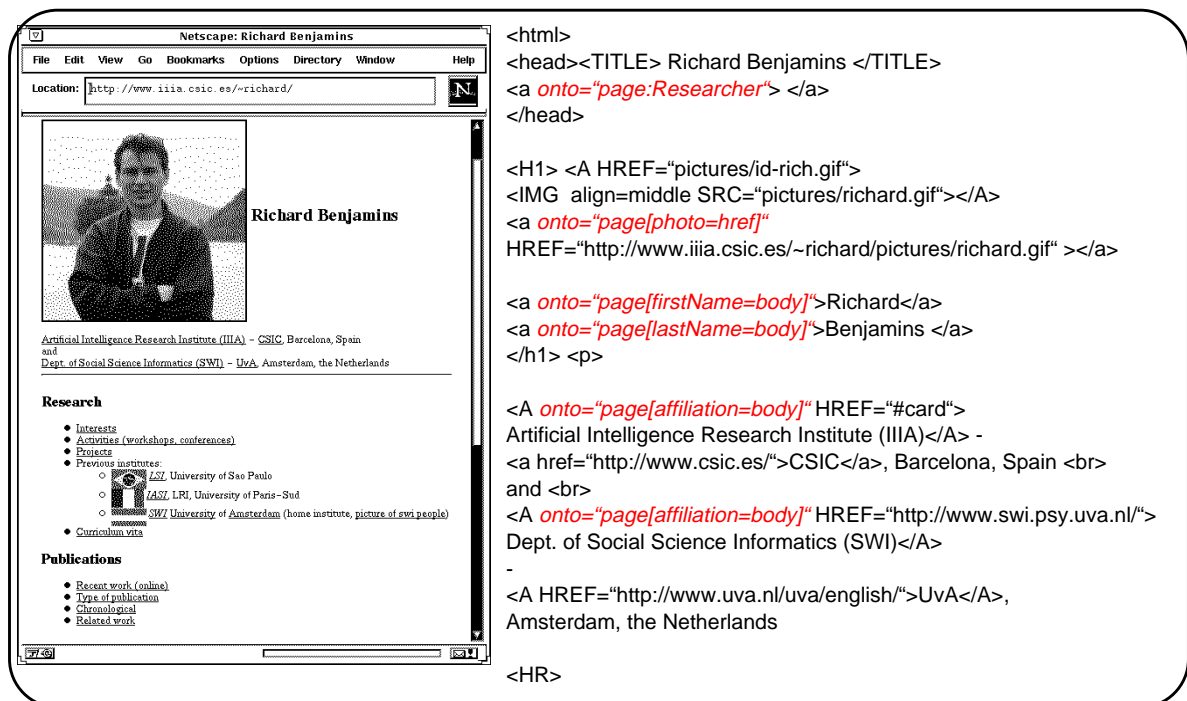 Netscape: Richard Benjamins
File Edit View Go Bookmarks Options Directory Window Help
Location: http://www.iiia.csic.es/~richard/
N
Richard Benjamins
Artificial Intelligence Research Institute (IIIA) – CSIC, Barcelona, Spain
and
Dept. of Social Science Informatics (SWI) – UvA, Amsterdam, the Netherlands
Research
Interests
Activities (workshops, conferences)
Projects
Previous institutes:
LSI, University of Sao Paulo
IASI, LRI, University of Paris–Sud
SWI University of Amsterdam (home institute, picture of swi people)
Curriculum vita
Publications
Recent work (online)
Type of publication
Chronological
Related work
<html>
<head><TITLE> Richard Benjamins </TITLE>
<a onto=“page:Researcher“> </a>
</head>
<H1> <A HREF=“pictures/id-rich.gif“>
<IMG  align=middle SRC=“pictures/richard.gif“></A>
<a onto=“page[photo=href]“
HREF=“http://www.iiia.csic.es/~richard/pictures/richard.gif“ ></a>
<a onto=“page[firstName=body]“>Richard</a>
<a onto=“page[lastName=body]“>Benjamins </a>
</h1> <p>
<A onto=“page[affiliation=body]“ HREF=“#card“>
Artificial Intelligence Research Institute (IIIA)</A> -
<a href=“http://www.csic.es/“>CSIC</a>, Barcelona, Spain <br>
and <br>
<A onto=“page[affiliation=body]“ HREF=“http://www.swi.psy.uva.nl/“>
Dept. of Social Science Informatics (SWI)</A>
-
<A HREF=“http://www.uva.nl/uva/english/“>UvA</A>,
Amsterdam, the Netherlands
<HR>